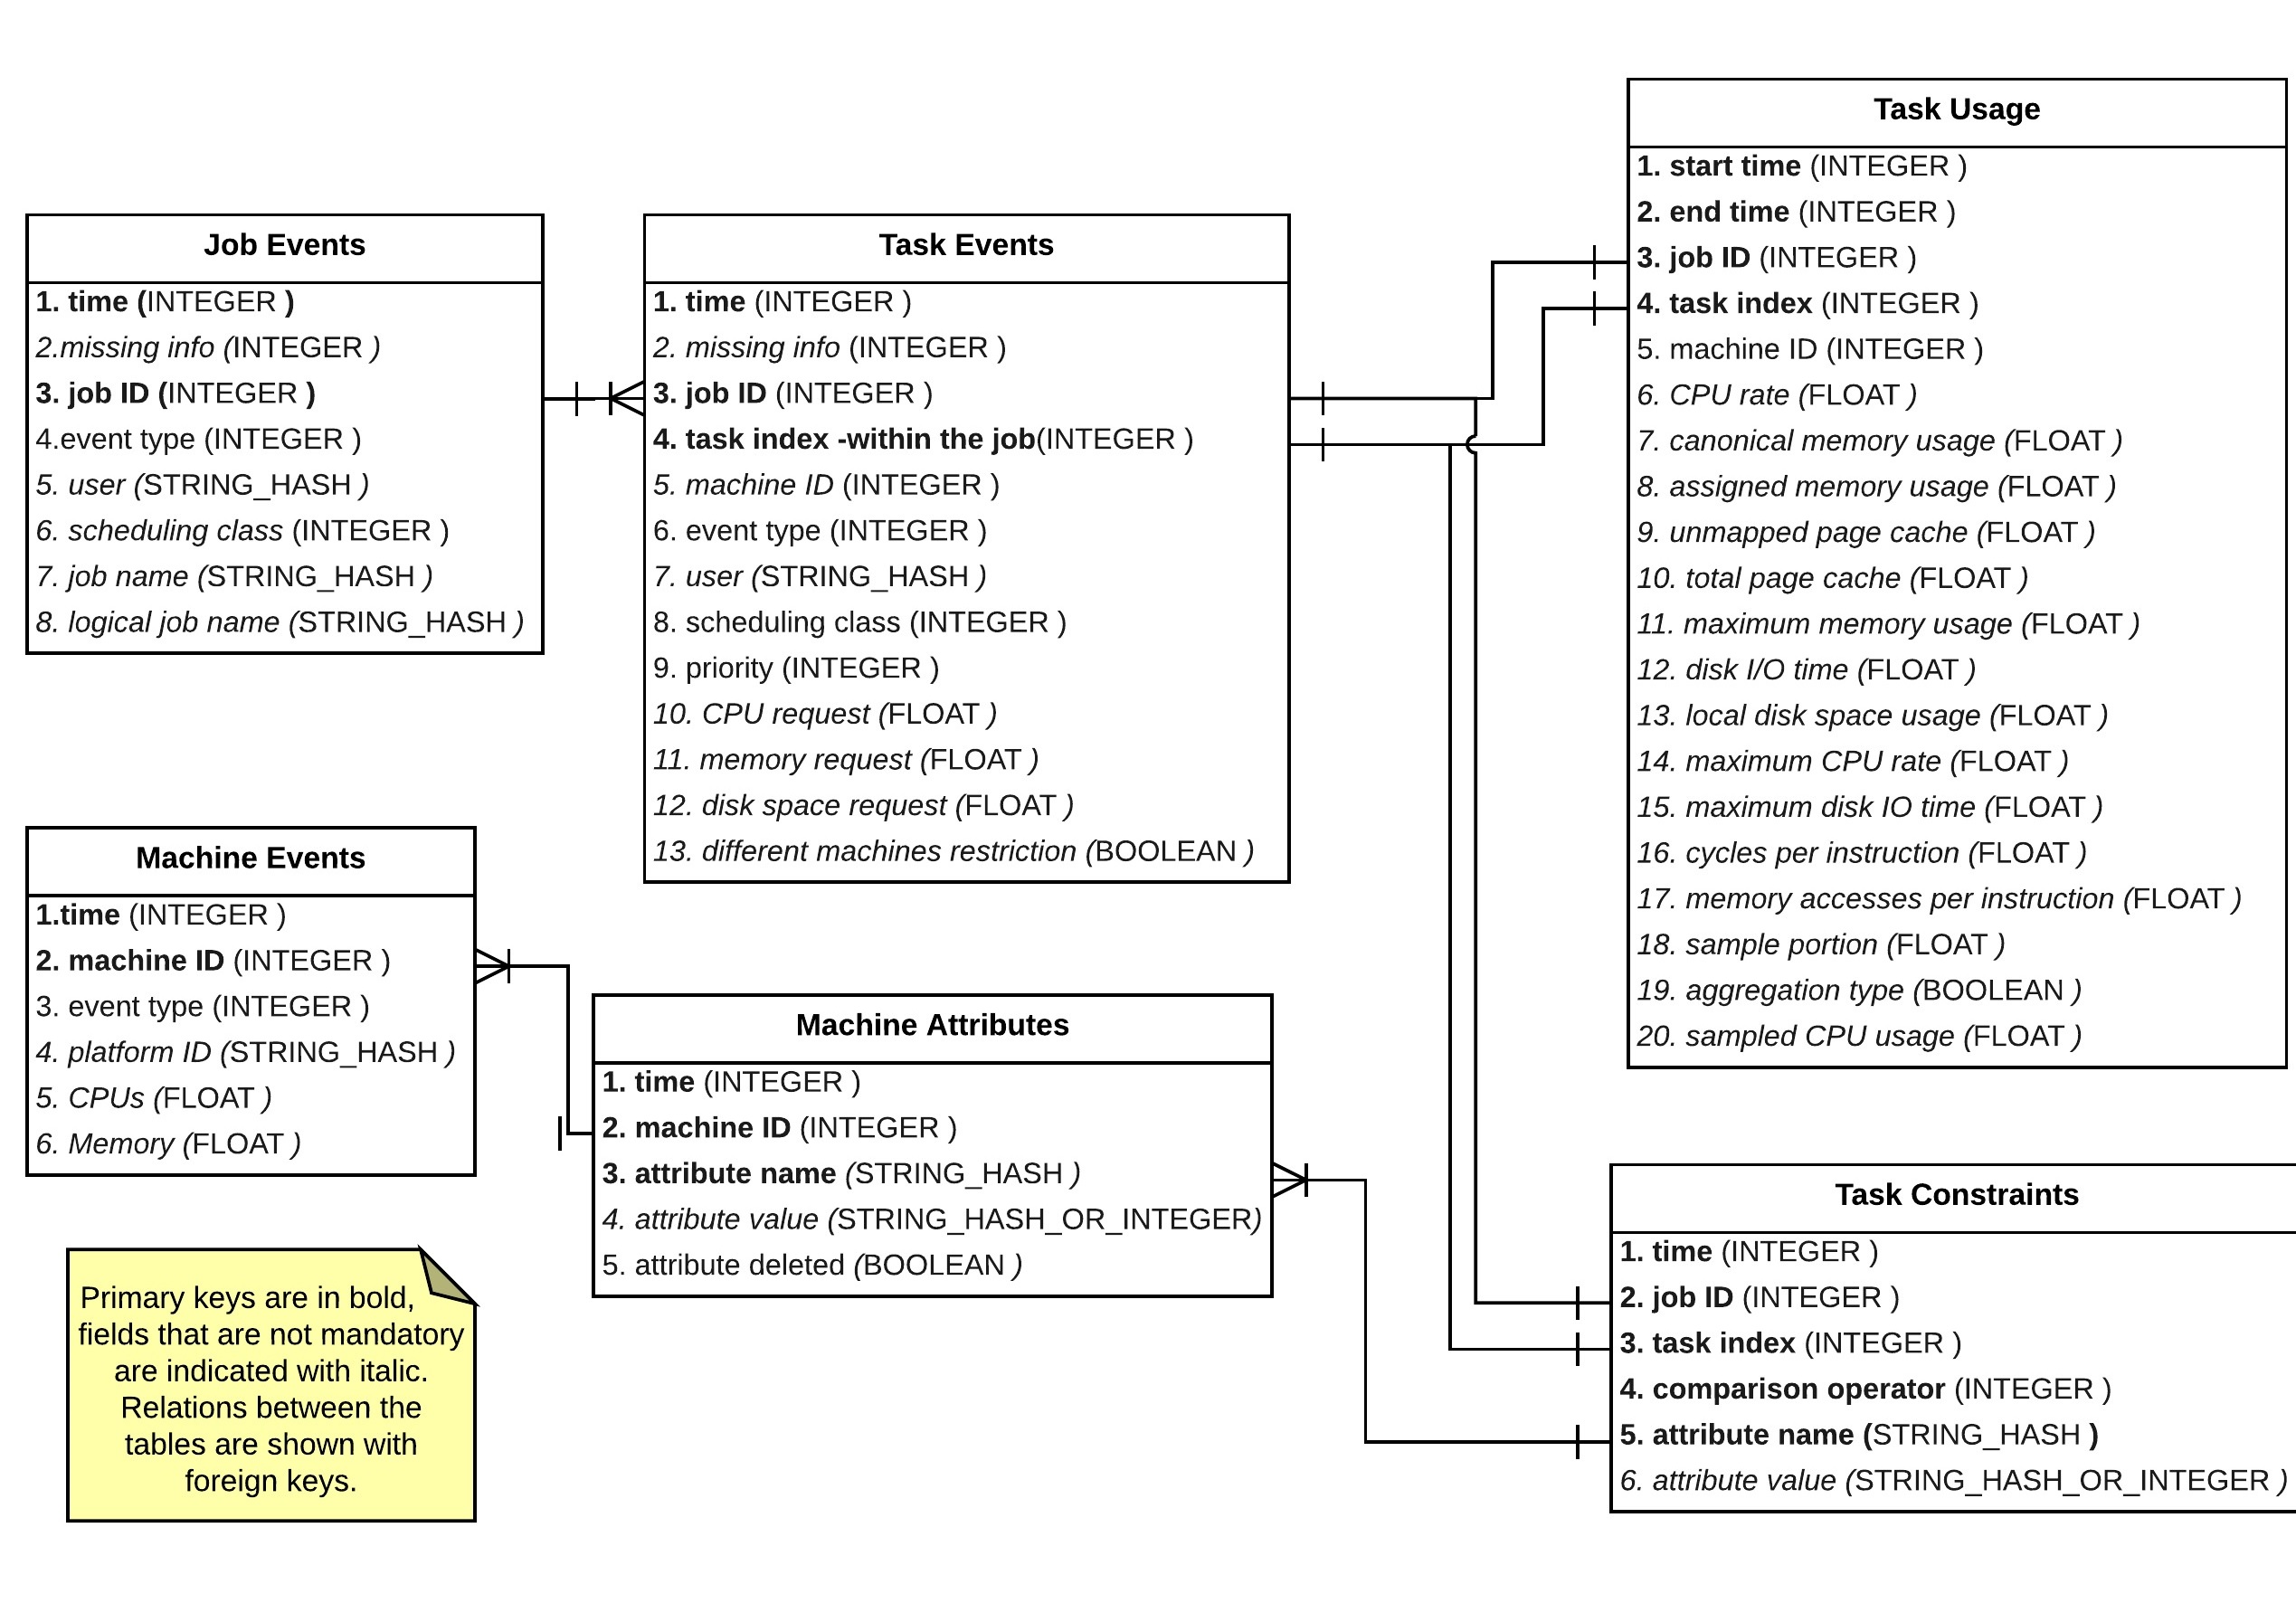 Job Events
1. time (INTEGER )
2.missing info (INTEGER )
3. job ID (INTEGER )
4.event type (INTEGER )
5. user (STRING_HASH )
6. scheduling class (INTEGER )
7. job name (STRING_HASH )
8. logical job name (STRING_HASH )
Task Events
1. time (INTEGER )
2. missing info (INTEGER )
3. job ID (INTEGER )
4. task index -within the job(INTEGER )
5. machine ID (INTEGER )
6. event type (INTEGER )
7. user (STRING_HASH )
8. scheduling class (INTEGER )
9. priority (INTEGER )
10. CPU request (FLOAT )
11. memory request (FLOAT )
12. disk space request (FLOAT )
13. different machines restriction (BOOLEAN )
Task Usage
1. start time (INTEGER )
2. end time (INTEGER )
3. job ID (INTEGER )
4. task index (INTEGER )
5. machine ID (INTEGER )
6. CPU rate (FLOAT )
7. canonical memory usage (FLOAT )
8. assigned memory usage (FLOAT )
9. unmapped page cache (FLOAT )
10. total page cache (FLOAT )
11. maximum memory usage (FLOAT )
12. disk I/O time (FLOAT )
13. local disk space usage (FLOAT )
14. maximum CPU rate (FLOAT )
15. maximum disk IO time (FLOAT )
16. cycles per instruction (FLOAT )
17. memory accesses per instruction (FLOAT )
18. sample portion (FLOAT )
19. aggregation type (BOOLEAN )
20. sampled CPU usage (FLOAT )
Machine Events
1.time (INTEGER )
2. machine ID (INTEGER )
3. event type (INTEGER )
4. platform ID (STRING_HASH )
5. CPUs (FLOAT )
6. Memory (FLOAT )
Machine Attributes
1. time (INTEGER )
2. machine ID (INTEGER )
3. attribute name (STRING_HASH )
4. attribute value (STRING_HASH_OR_INTEGER)
5. attribute deleted (BOOLEAN )
Task Constraints
1. time (INTEGER )
2. job ID (INTEGER )
3. task index (INTEGER )
4. comparison operator (INTEGER )
5. attribute name (STRING_HASH )
6. attribute value (STRING_HASH_OR_INTEGER )
Primary keys are in bold,
fields that are not mandatory
are indicated with italic.
Relations between the
tables are shown with
foreign keys.